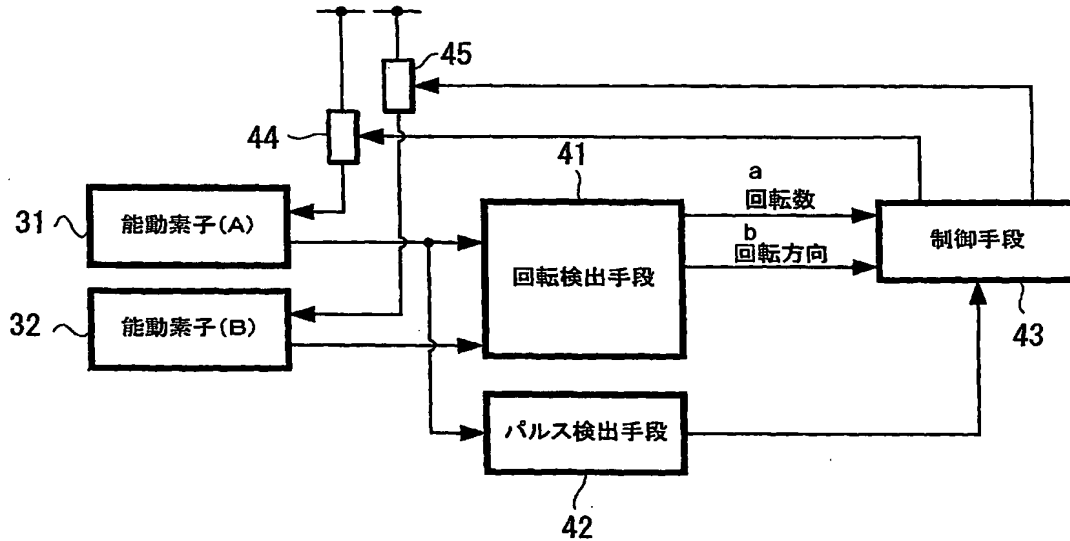 45
44
41
a
回転数
31
能動素子(A)
b
回転方向
制御手段
回転検出手段
32
能動素子(B)
43
パルス検出手段
42